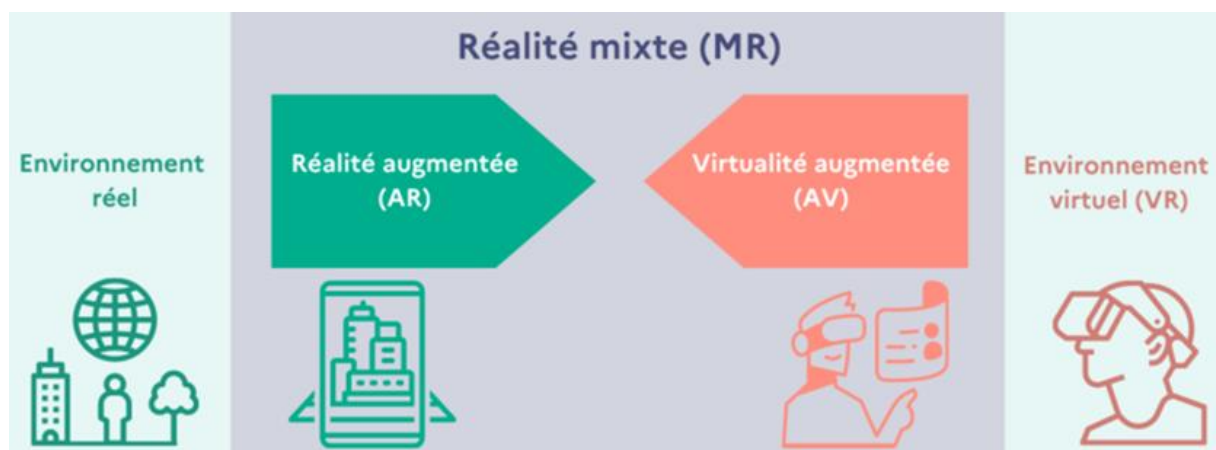 Réalité mixte (MR)
Environnement
réel
Réalité augmentée
(AR)
Virtualité augmentée
(AV)
Environnement
virtuel (VR)